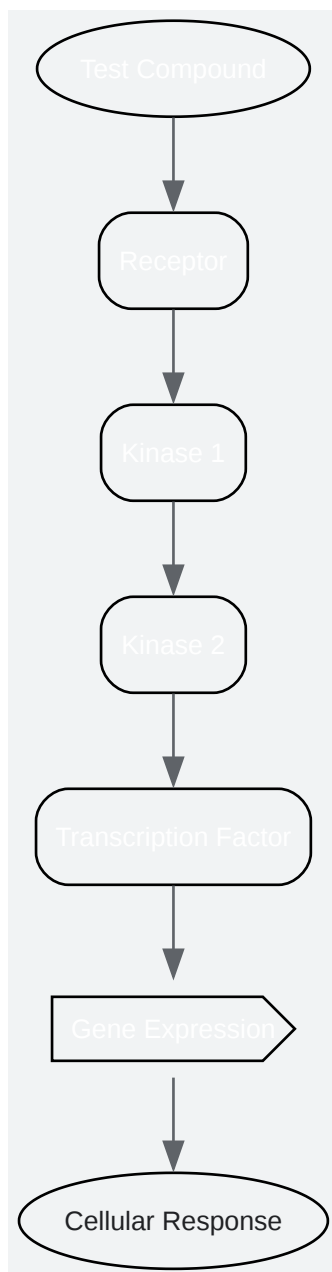 Test Compound
Receptor
Kinase 1
Kinase 2
Transcription Factor
Gene Expression
Cellular Response